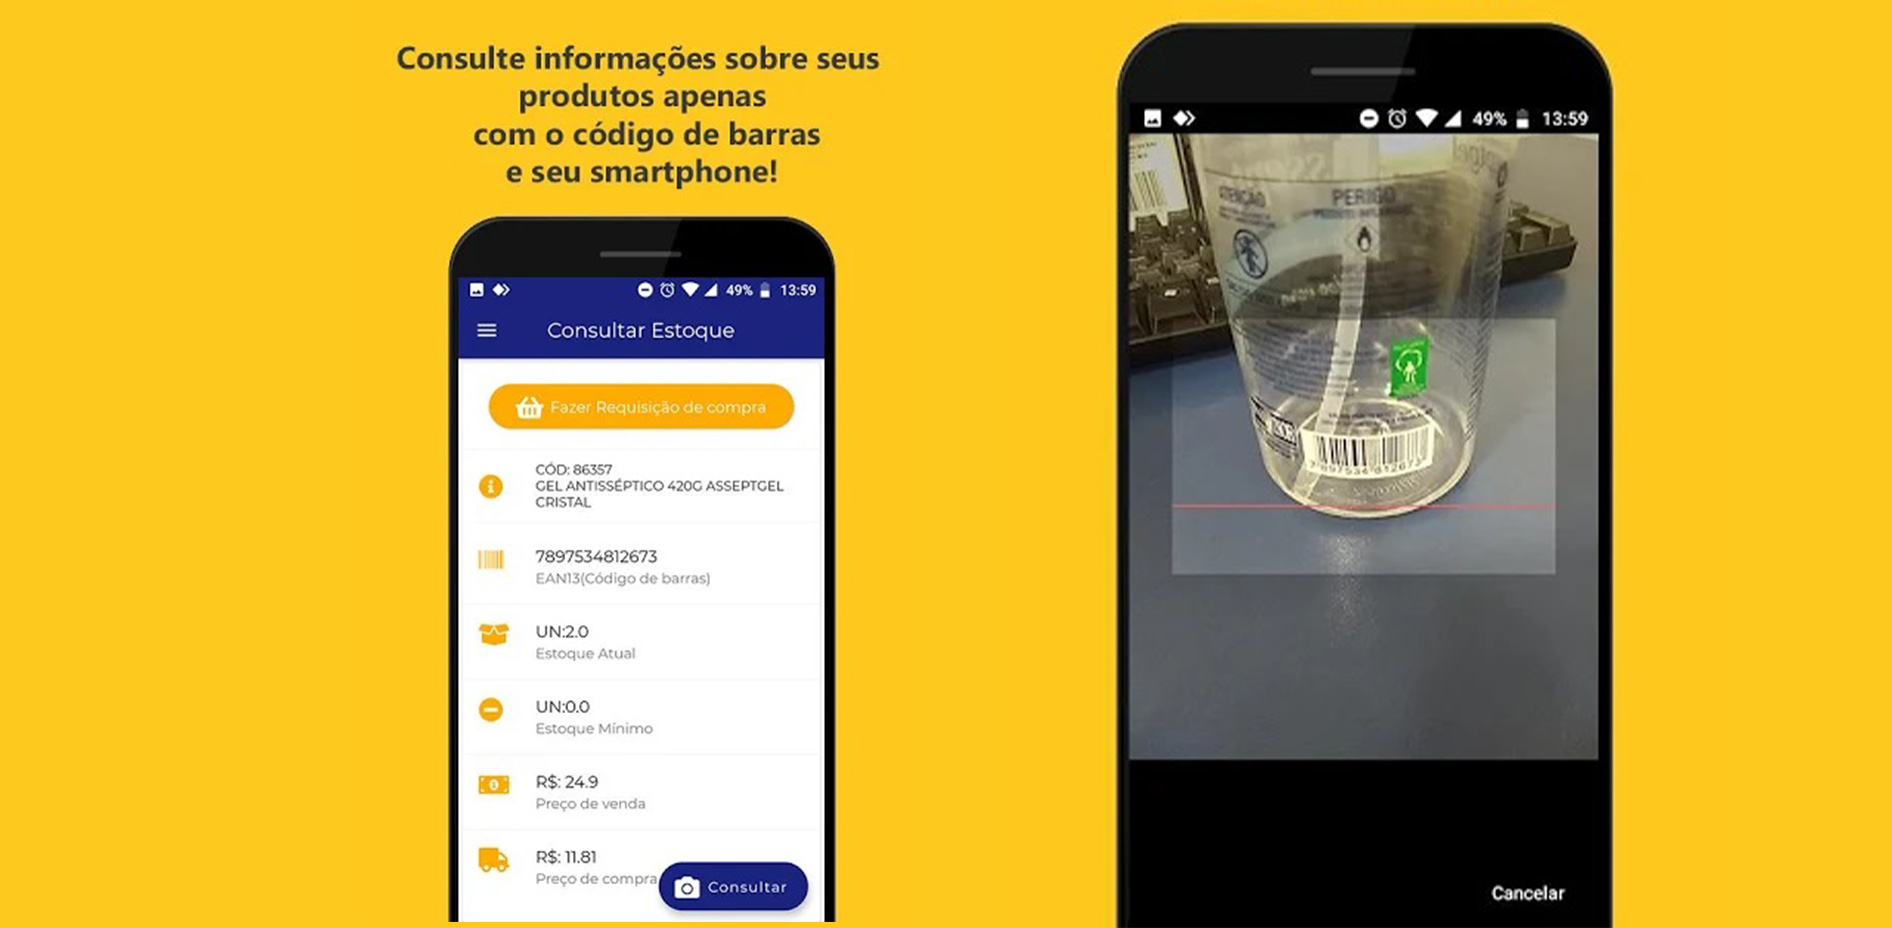 Consulte informações sobre seus
produtos apenas
com o código de barras
e seu smartphone!
49% 13:59
Consultar Estoque
Fazer Requisição de compra
CÓD: 86357
GEL ANTISSÉPTICO 420G ASSEPTGEL
CRISTAL
7897534812673
EAN13(Código de barras)
UN:2.0
Estoque Atual
UN:0.0
Estoque Mínimo
R$: 24.9
Preço de venda
R$: 11.81
Preço de compra
Consultar
49% 13:59
ATENÇÃO
PERIGO
7897534812673
Cancelar